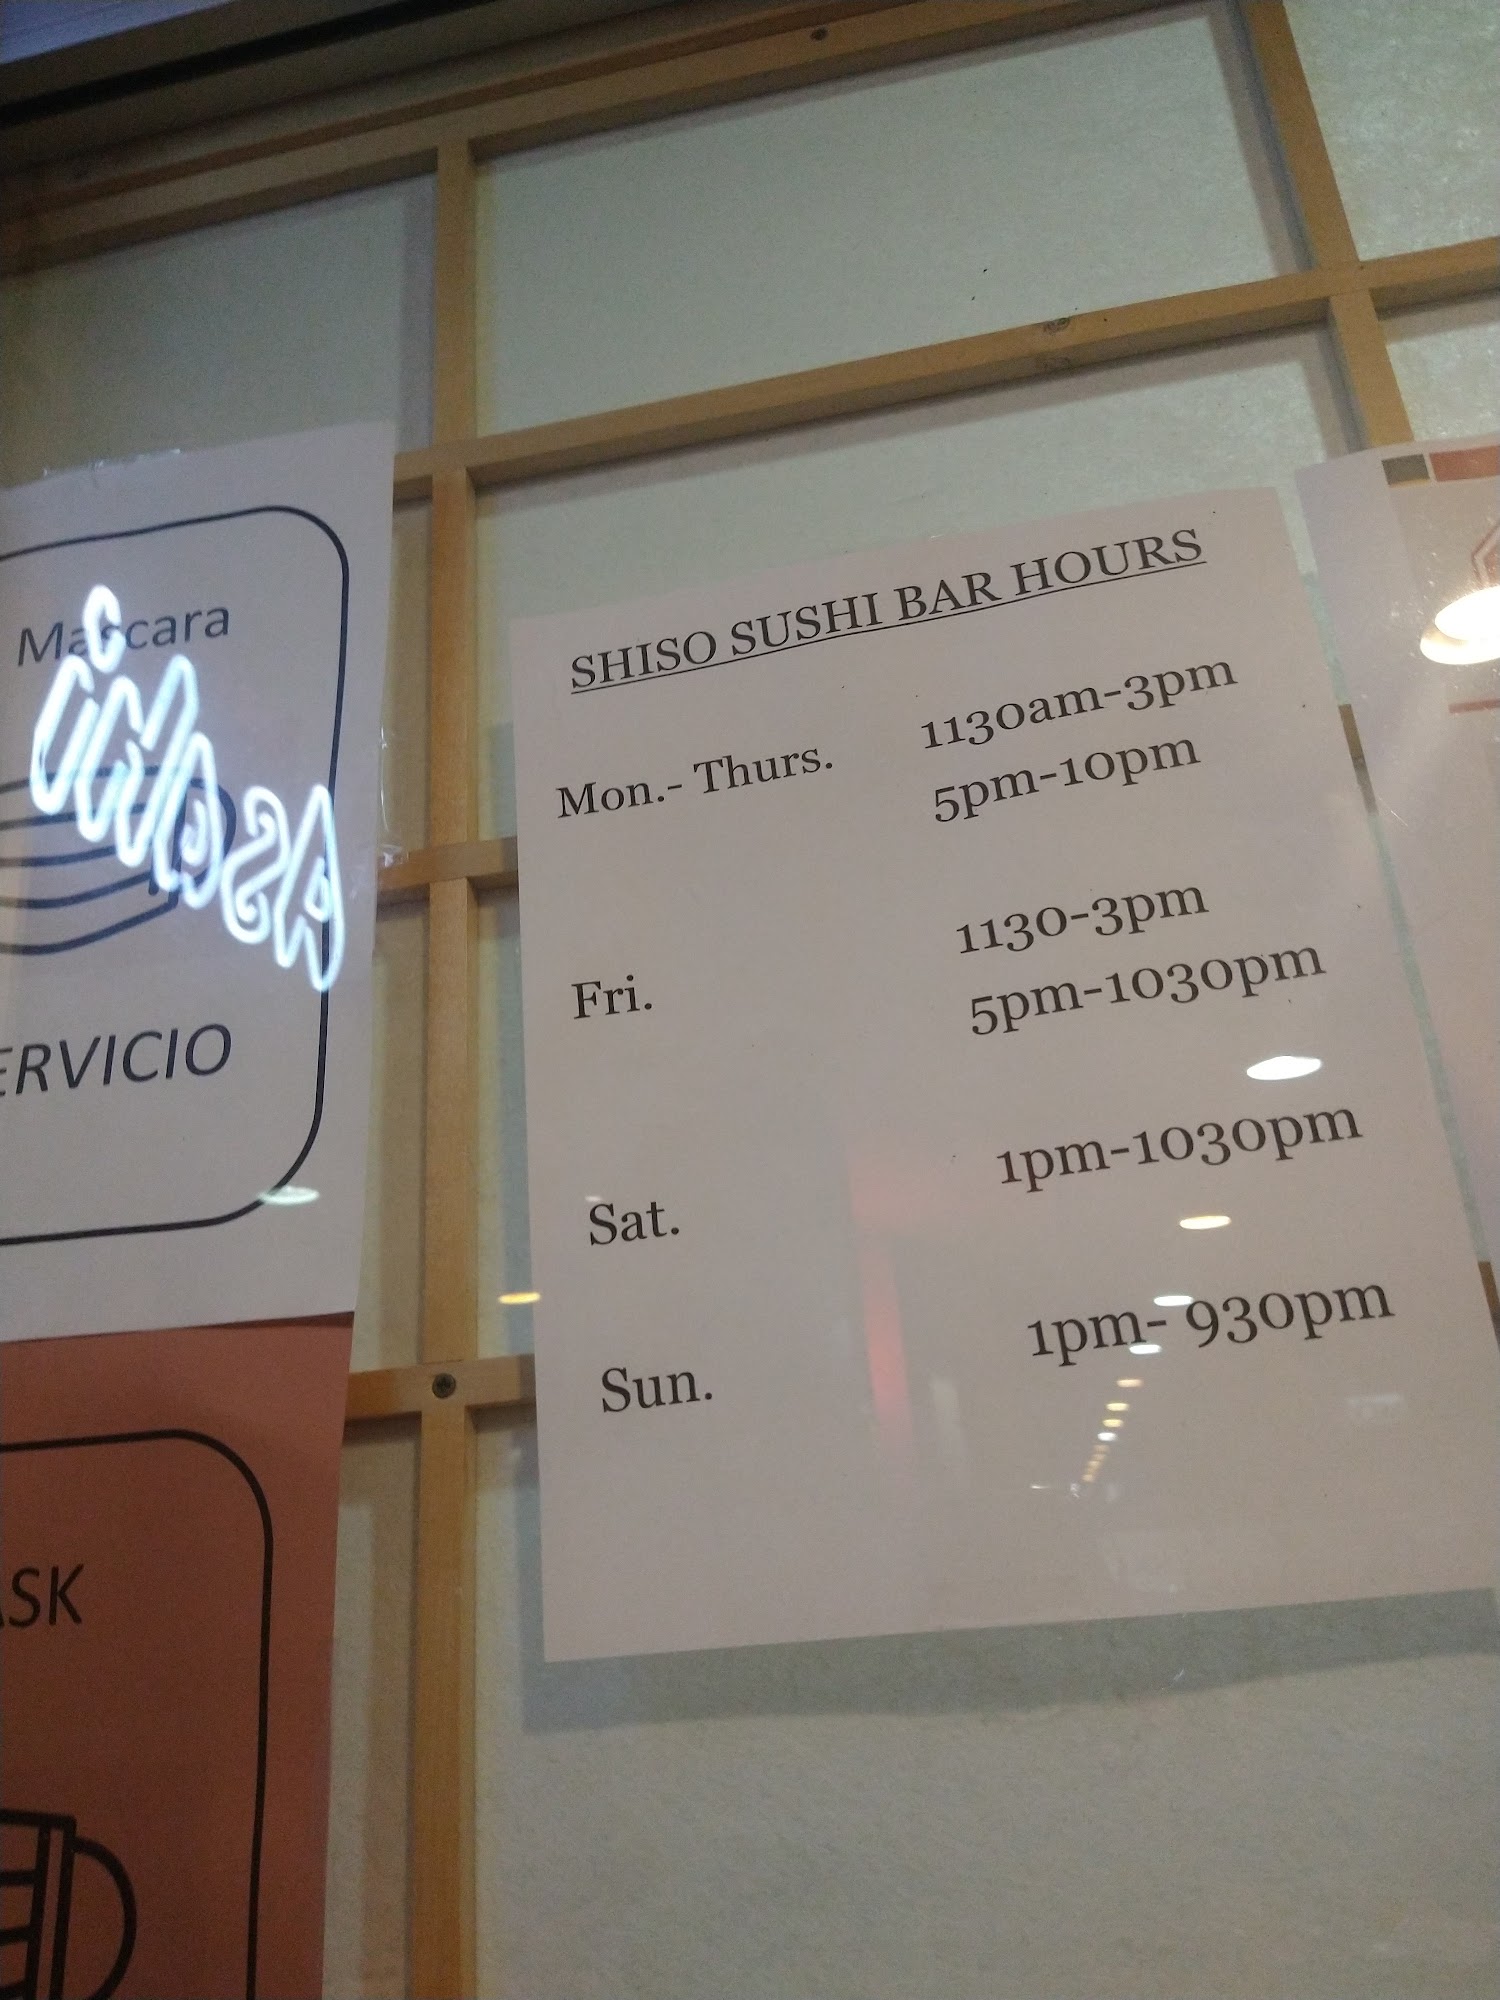 Mascara
ERVICIO
ASK
SHISO SUSHI BAR HOURS
Mon.- Thurs. 1130am-3pm
5pm-10pm
1130-3pm
Fri. 5pm-1030pm
Sat. 1pm-1030pm
Sun. 1pm- 930pm